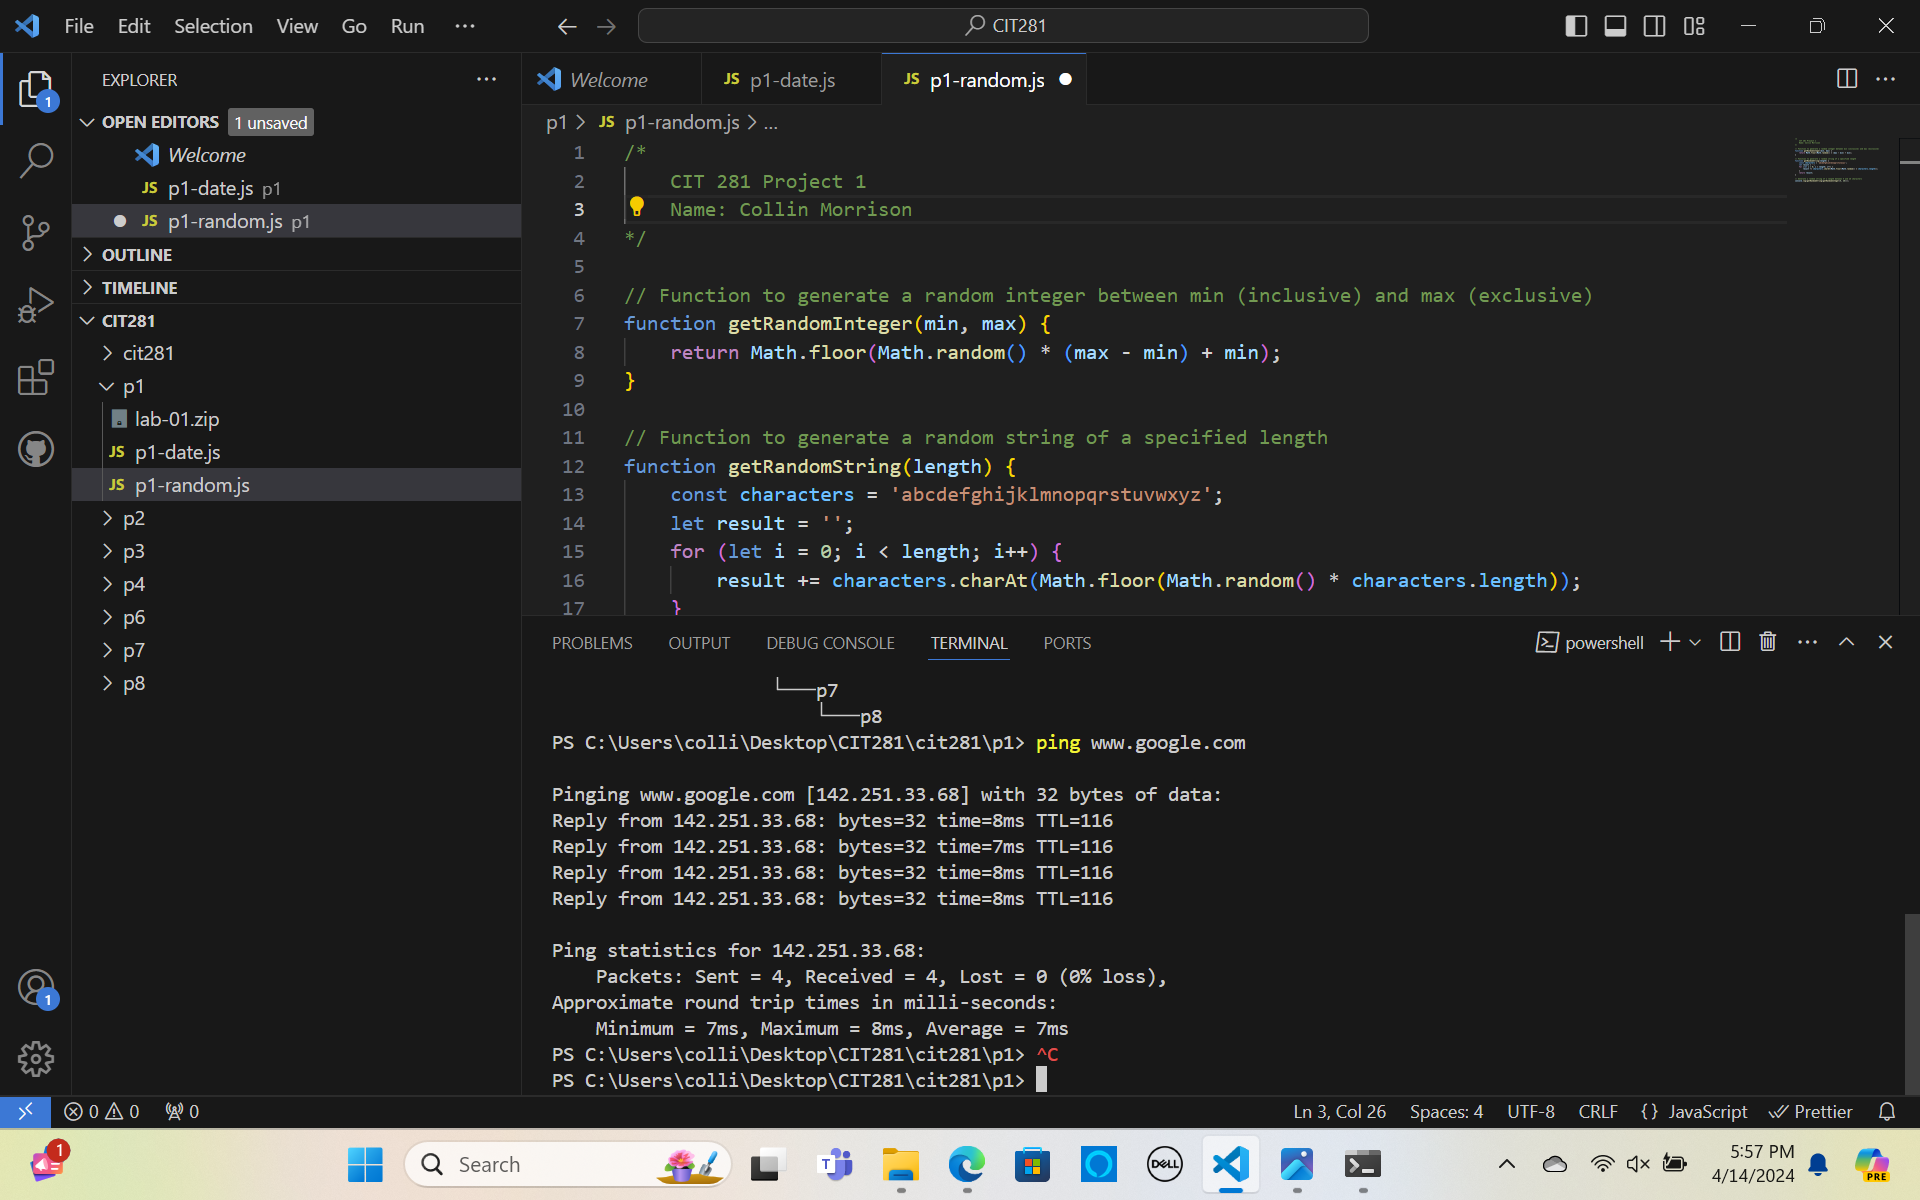 File Edit Selection View Go Run ··· CIT281
EXPLORER
OPEN EDITORS 1 unsaved
Welcome
JS p1-date.js p1
JS p1-random.js p1
OUTLINE
TIMELINE
CIT281
cit281
p1
lab-01.zip
JS p1-date.js
JS p1-random.js
p2
p3
p4
p6
p7
p8
1
1
Welcome JS p1-date.js JS p1-random.js
p1 > JS p1-random.js > ...
1 /*
2 CIT 281 Project 1
3 Name: Collin Morrison
4 */
5
6 // Function to generate a random integer between min (inclusive) and max (exclusive)
7 function getRandomInteger(min, max) {
8 return Math.floor(Math.random() * (max - min) + min);
9 }
10
11 // Function to generate a random string of a specified length
12 function getRandomString(length) {
13 const characters = 'abcdefghijklmnopqrstuvwxyz';
14 let result = '';
15 for (let i = 0; i < length; i++) {
16 result += characters.charAt(Math.floor(Math.random() * characters.length));
17 }
PROBLEMS OUTPUT DEBUG CONSOLE TERMINAL PORTS powershell
└───p7
└───p8
PS C:\Users\colli\Desktop\CIT281\cit281\p1> ping www.google.com
Pinging www.google.com [142.251.33.68] with 32 bytes of data:
Reply from 142.251.33.68: bytes=32 time=8ms TTL=116
Reply from 142.251.33.68: bytes=32 time=7ms TTL=116
Reply from 142.251.33.68: bytes=32 time=8ms TTL=116
Reply from 142.251.33.68: bytes=32 time=8ms TTL=116
Ping statistics for 142.251.33.68:
Packets: Sent = 4, Received = 4, Lost = 0 (0% loss),
Approximate round trip times in milli-seconds:
Minimum = 7ms, Maximum = 8ms, Average = 7ms
PS C:\Users\colli\Desktop\CIT281\cit281\p1> ^C
PS C:\Users\colli\Desktop\CIT281\cit281\p1>
0 0 0 Ln 3, Col 26 Spaces: 4 UTF-8 CRLF {} JavaScript Prettier
1 Search T DELL PRE
5:57 PM
4/14/2024